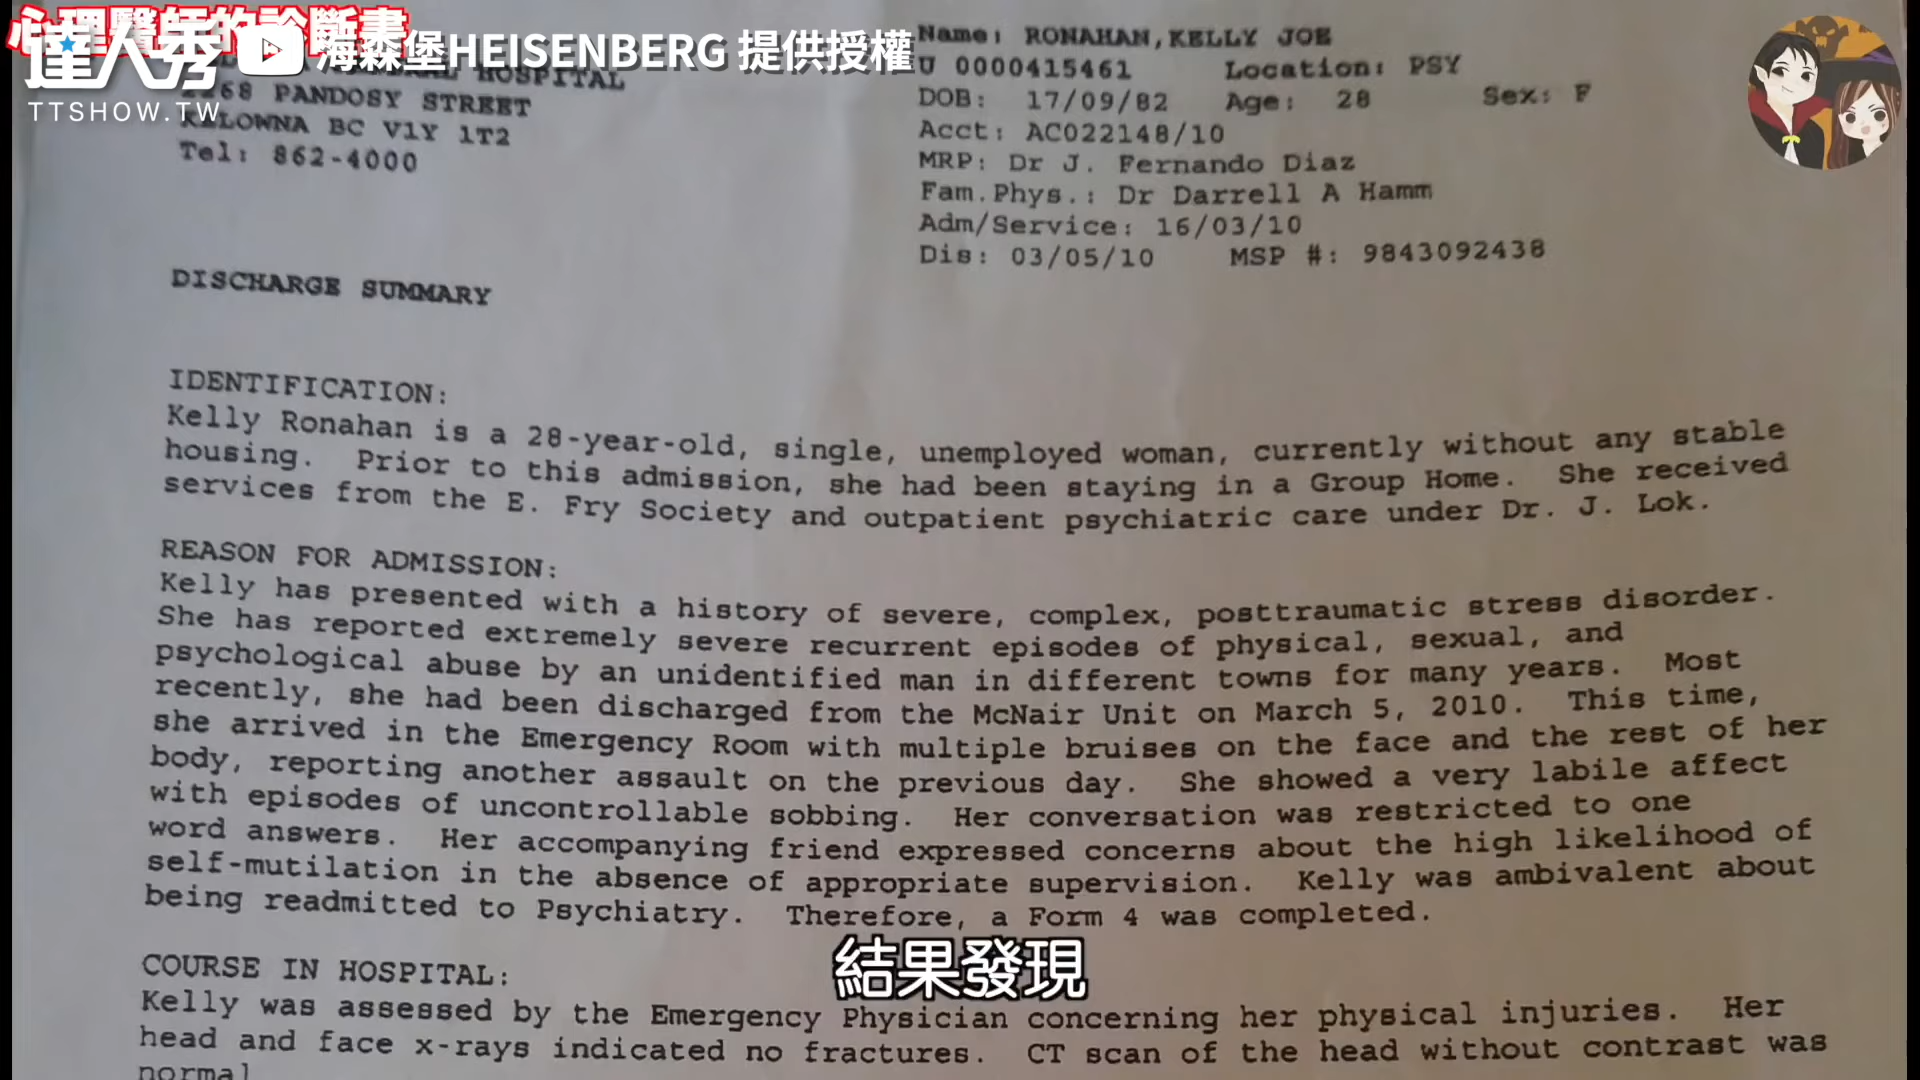 心理醫師的診斷書
達人秀
TTSHOW.TW
海森堡HEISENBERG 提供授權
GENERAL HOSPITAL
2268 PANDOSY STREET
KELOWNA BC V1Y 1T2
Tel: 862-4000
Name: RONAHAN,KELLY JOE
U 0000415461 Location: PSY
DOB: 17/09/82 Age: 28 Sex: F
Acct: AC022148/10
MRP: Dr J. Fernando Diaz
Fam.Phys.: Dr Darrell A Hamm
Adm/Service: 16/03/10
Dis: 03/05/10 MSP #: 9843092438
DISCHARGE SUMMARY
IDENTIFICATION:
Kelly Ronahan is a 28-year-old, single, unemployed woman, currently without any stable
housing. Prior to this admission, she had been staying in a Group Home. She received
services from the E. Fry Society and outpatient psychiatric care under Dr. J. Lok.
REASON FOR ADMISSION:
Kelly has presented with a history of severe, complex, posttraumatic stress disorder.
She has reported extremely severe recurrent episodes of physical, sexual, and
psychological abuse by an unidentified man in different towns for many years. Most
recently, she had been discharged from the McNair Unit on March 5, 2010. This time,
she arrived in the Emergency Room with multiple bruises on the face and the rest of her
body, reporting another assault on the previous day. She showed a very labile affect
with episodes of uncontrollable sobbing. Her conversation was restricted to one
word answers. Her accompanying friend expressed concerns about the high likelihood of
self-mutilation in the absence of appropriate supervision. Kelly was ambivalent about
being readmitted to Psychiatry. Therefore, a Form 4 was completed.
COURSE IN HOSPITAL:
Kelly was assessed by the Emergency Physician concerning her physical injuries. Her
head and face x-rays indicated no fractures. CT scan of the head without contrast was
normal
結果發現